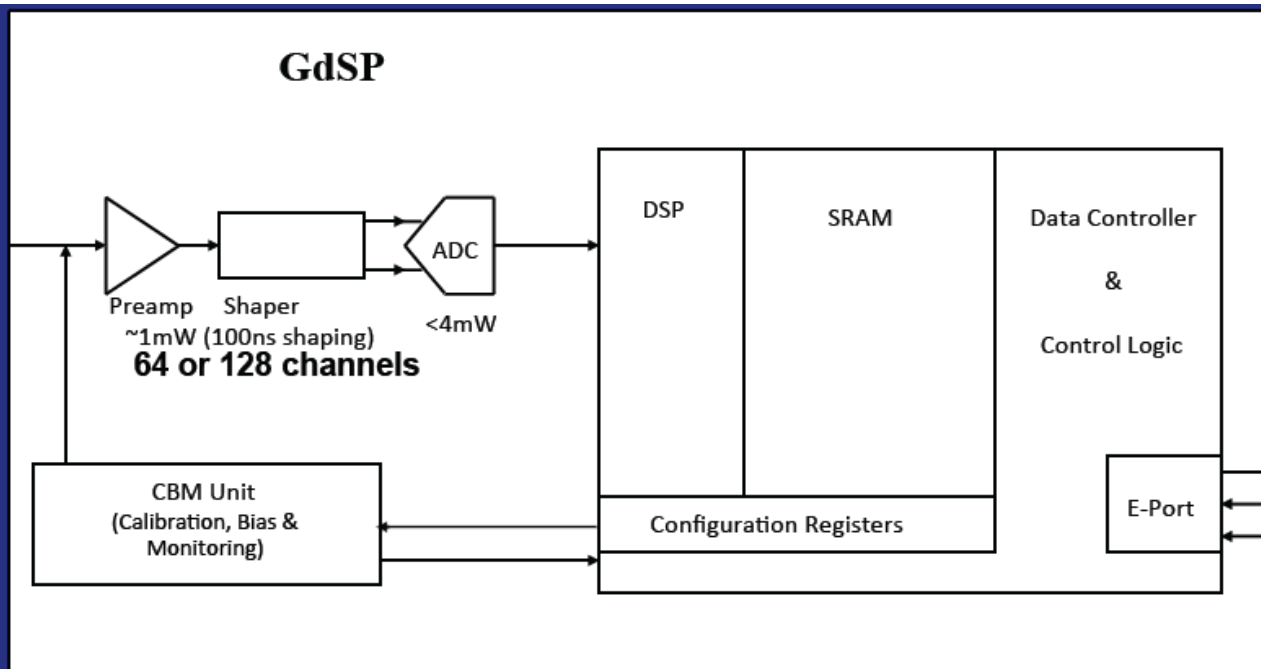 GdSP
DSP
SRAM
Data Controller
&
Control Logic
ADC
Preamp Shaper
~1mW (100ns shaping)
<4mW
64 or 128 channels
CBM Unit
(Calibration, Bias &
Monitoring)
Configuration Registers
E-Port